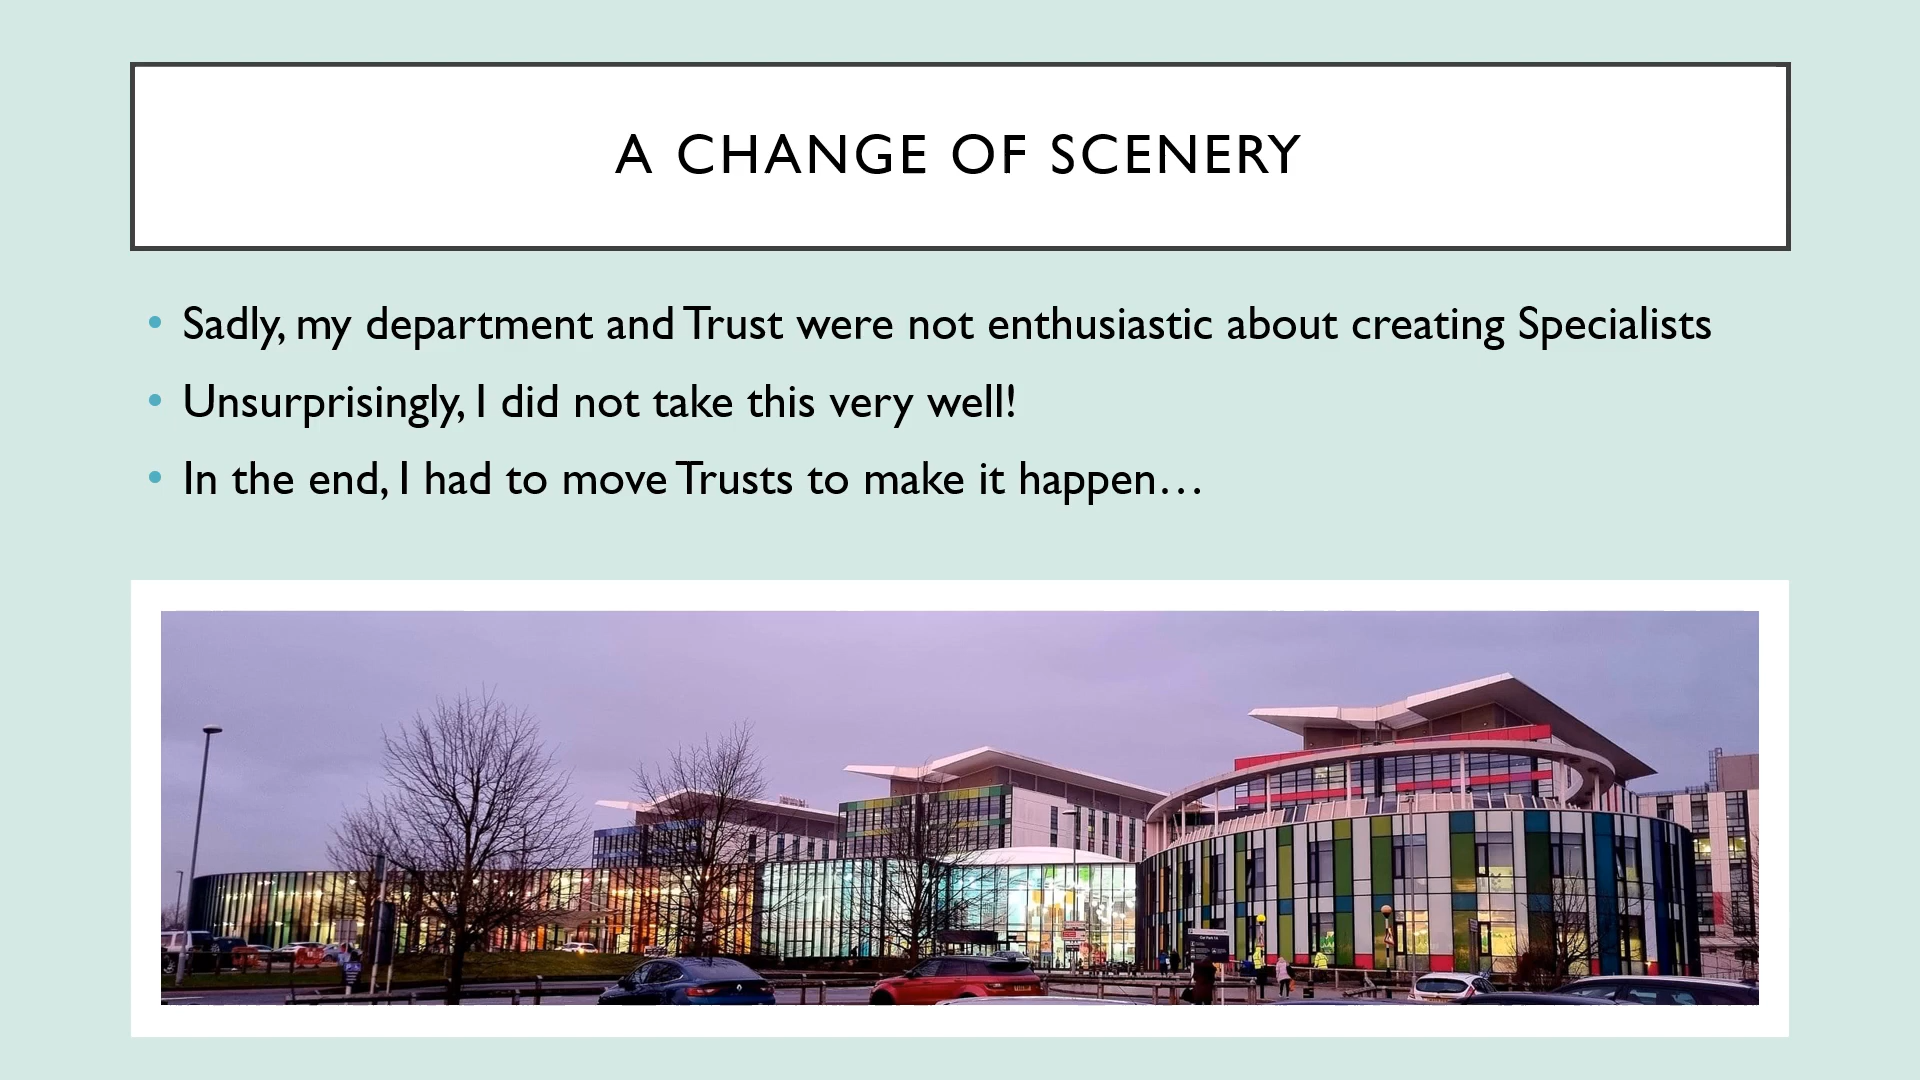 A CHANGE OF SCENERY
• Sadly, my department and Trust were not enthusiastic about creating Specialists
• Unsurprisingly, I did not take this very well!
• In the end, I had to move Trusts to make it happen…